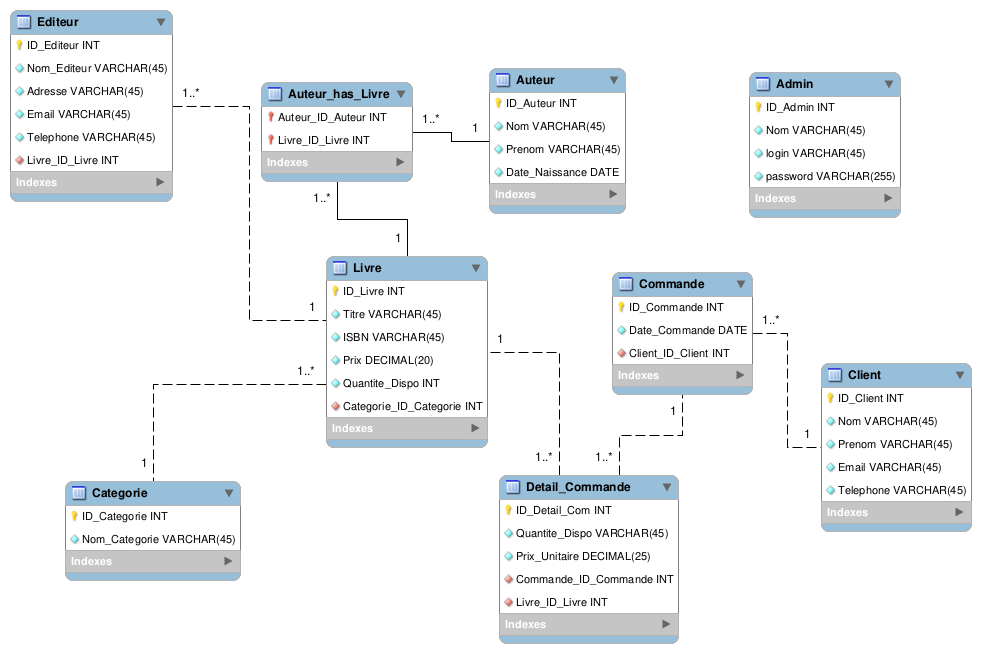 Editeur
ID_Editeur INT
Nom_Editeur VARCHAR(45)
Adresse VARCHAR(45)
Email VARCHAR(45)
Telephone VARCHAR(45)
Livre_ID_Livre INT
Indexes
1..*
1
Auteur_has_Livre
Auteur_ID_Auteur INT
Livre_ID_Livre INT
Indexes
1..*
1
1..*
1
Auteur
ID_Auteur INT
Nom VARCHAR(45)
Prenom VARCHAR(45)
Date_Naissance DATE
Indexes
Admin
ID_Admin INT
Nom VARCHAR(45)
login VARCHAR(45)
password VARCHAR(255)
Indexes
Livre
ID_Livre INT
Titre VARCHAR(45)
ISBN VARCHAR(45)
Prix DECIMAL(20)
Quantite_Dispo INT
Categorie_ID_Categorie INT
Indexes
1..*
1
1
1..*
Commande
ID_Commande INT
Date_Commande DATE
Client_ID_Client INT
Indexes
1..*
1
1
1..*
Client
ID_Client INT
Nom VARCHAR(45)
Prenom VARCHAR(45)
Email VARCHAR(45)
Telephone VARCHAR(45)
Indexes
Categorie
ID_Categorie INT
Nom_Categorie VARCHAR(45)
Indexes
Detail_Commande
ID_Detail_Com INT
Quantite_Dispo VARCHAR(45)
Prix_Unitaire DECIMAL(25)
Commande_ID_Commande INT
Livre_ID_Livre INT
Indexes